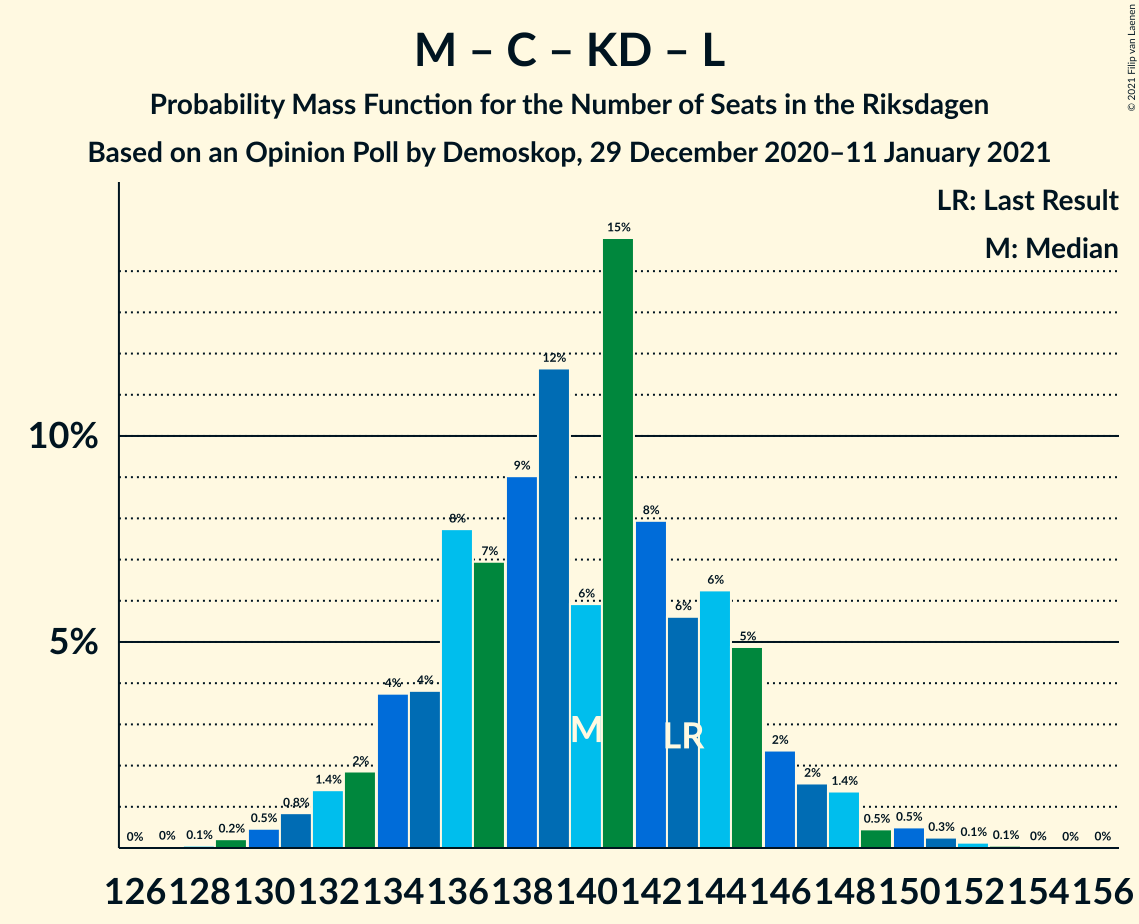 M – C – KD – L
Probability Mass Function for the Number of Seats in the Riksdagen
Based on an Opinion Poll by Demoskop, 29 December 2020–11 January 2021
© 2021 Filip van Laenen
LR: Last Result
M: Median
10%
5%
0% 0% 0.1% 0.2% 0.5% 0.8% 1.4% 2% 4% 4% 8% 7% 9% 12% 6% 15% 8% 6% 6% 5% 2% 2% 1.4% 0.5% 0.5% 0.3% 0.1% 0.1% 0% 0% 0%
M LR
126 128 130 132 134 136 138 140 142 144 146 148 150 152 154 156